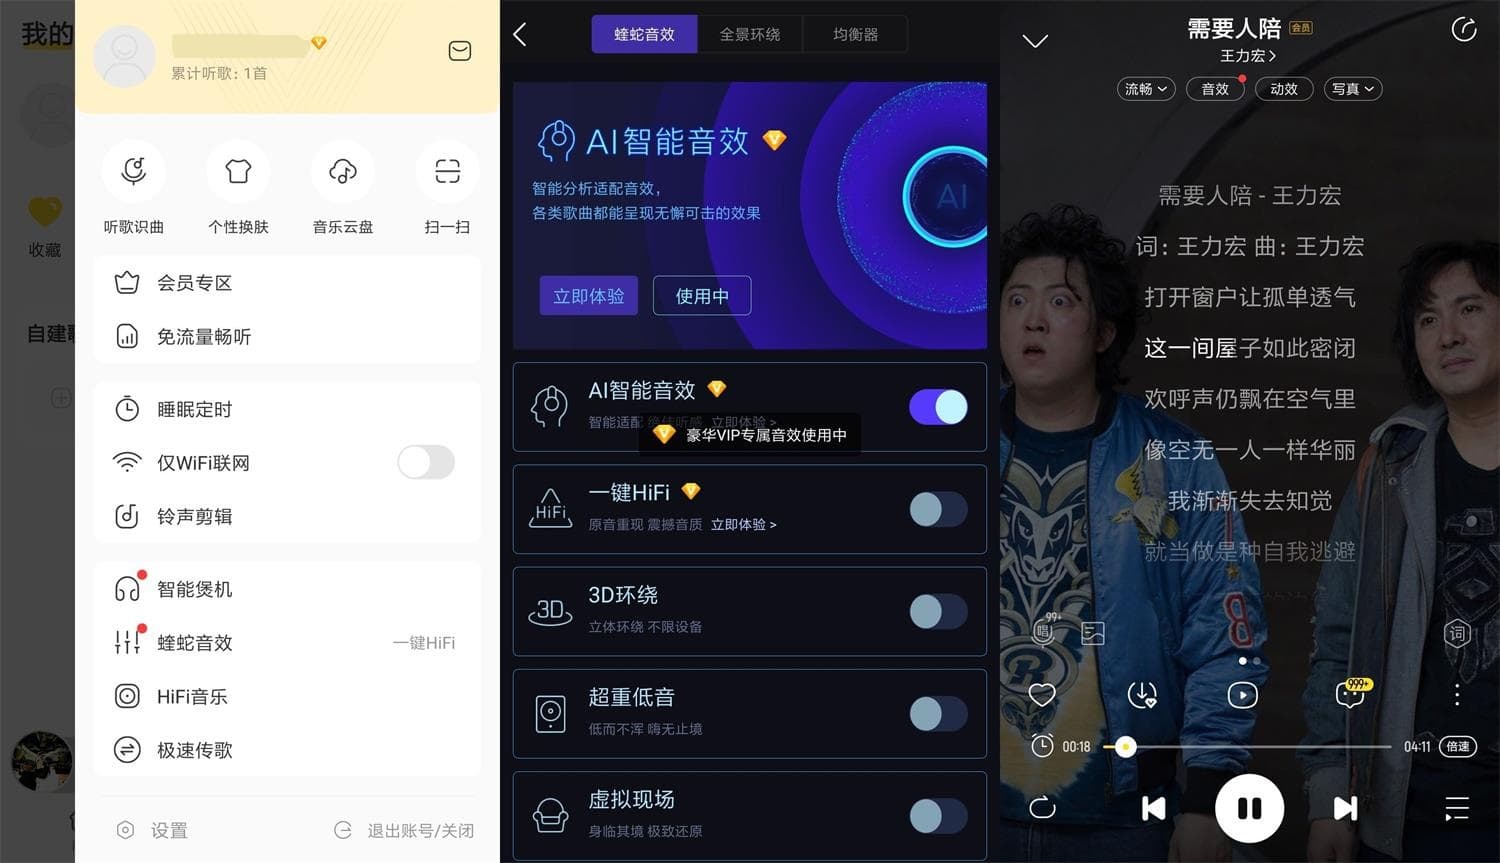 我的
收藏
自建
累计听歌：1首
听歌识曲
个性换肤
音乐云盘
扫一扫
会员专区
免流量畅听
睡眠定时
仅WiFi联网
铃声剪辑
智能煲机
蝰蛇音效
一键HiFi
HiFi音乐
极速传歌
设置
退出账号/关闭
蝰蛇音效
全景环绕
均衡器
AI智能音效
智能分析适配音效，
各类歌曲都能呈现无懈可击的效果
AI
立即体验
使用中
AI智能音效
智能适配 绝佳听感 立即体验 >
豪华VIP专属音效使用中
HiFi
一键HiFi
原音重现 震撼音质 立即体验 >
3D
3D环绕
立体环绕 不限设备
超重低音
低而不浑 嗨无止境
虚拟现场
身临其境 极致还原
需要人陪 会员
王力宏 >
流畅
音效
动效
写真
需要人陪 - 王力宏
词：王力宏 曲：王力宏
打开窗户让孤单透气
这一间屋子如此密闭
欢呼声仍飘在空气里
像空无一人一样华丽
我渐渐失去知觉
就当做是种自我逃避
99+
唱
词
999+
00:18
04:11
倍速